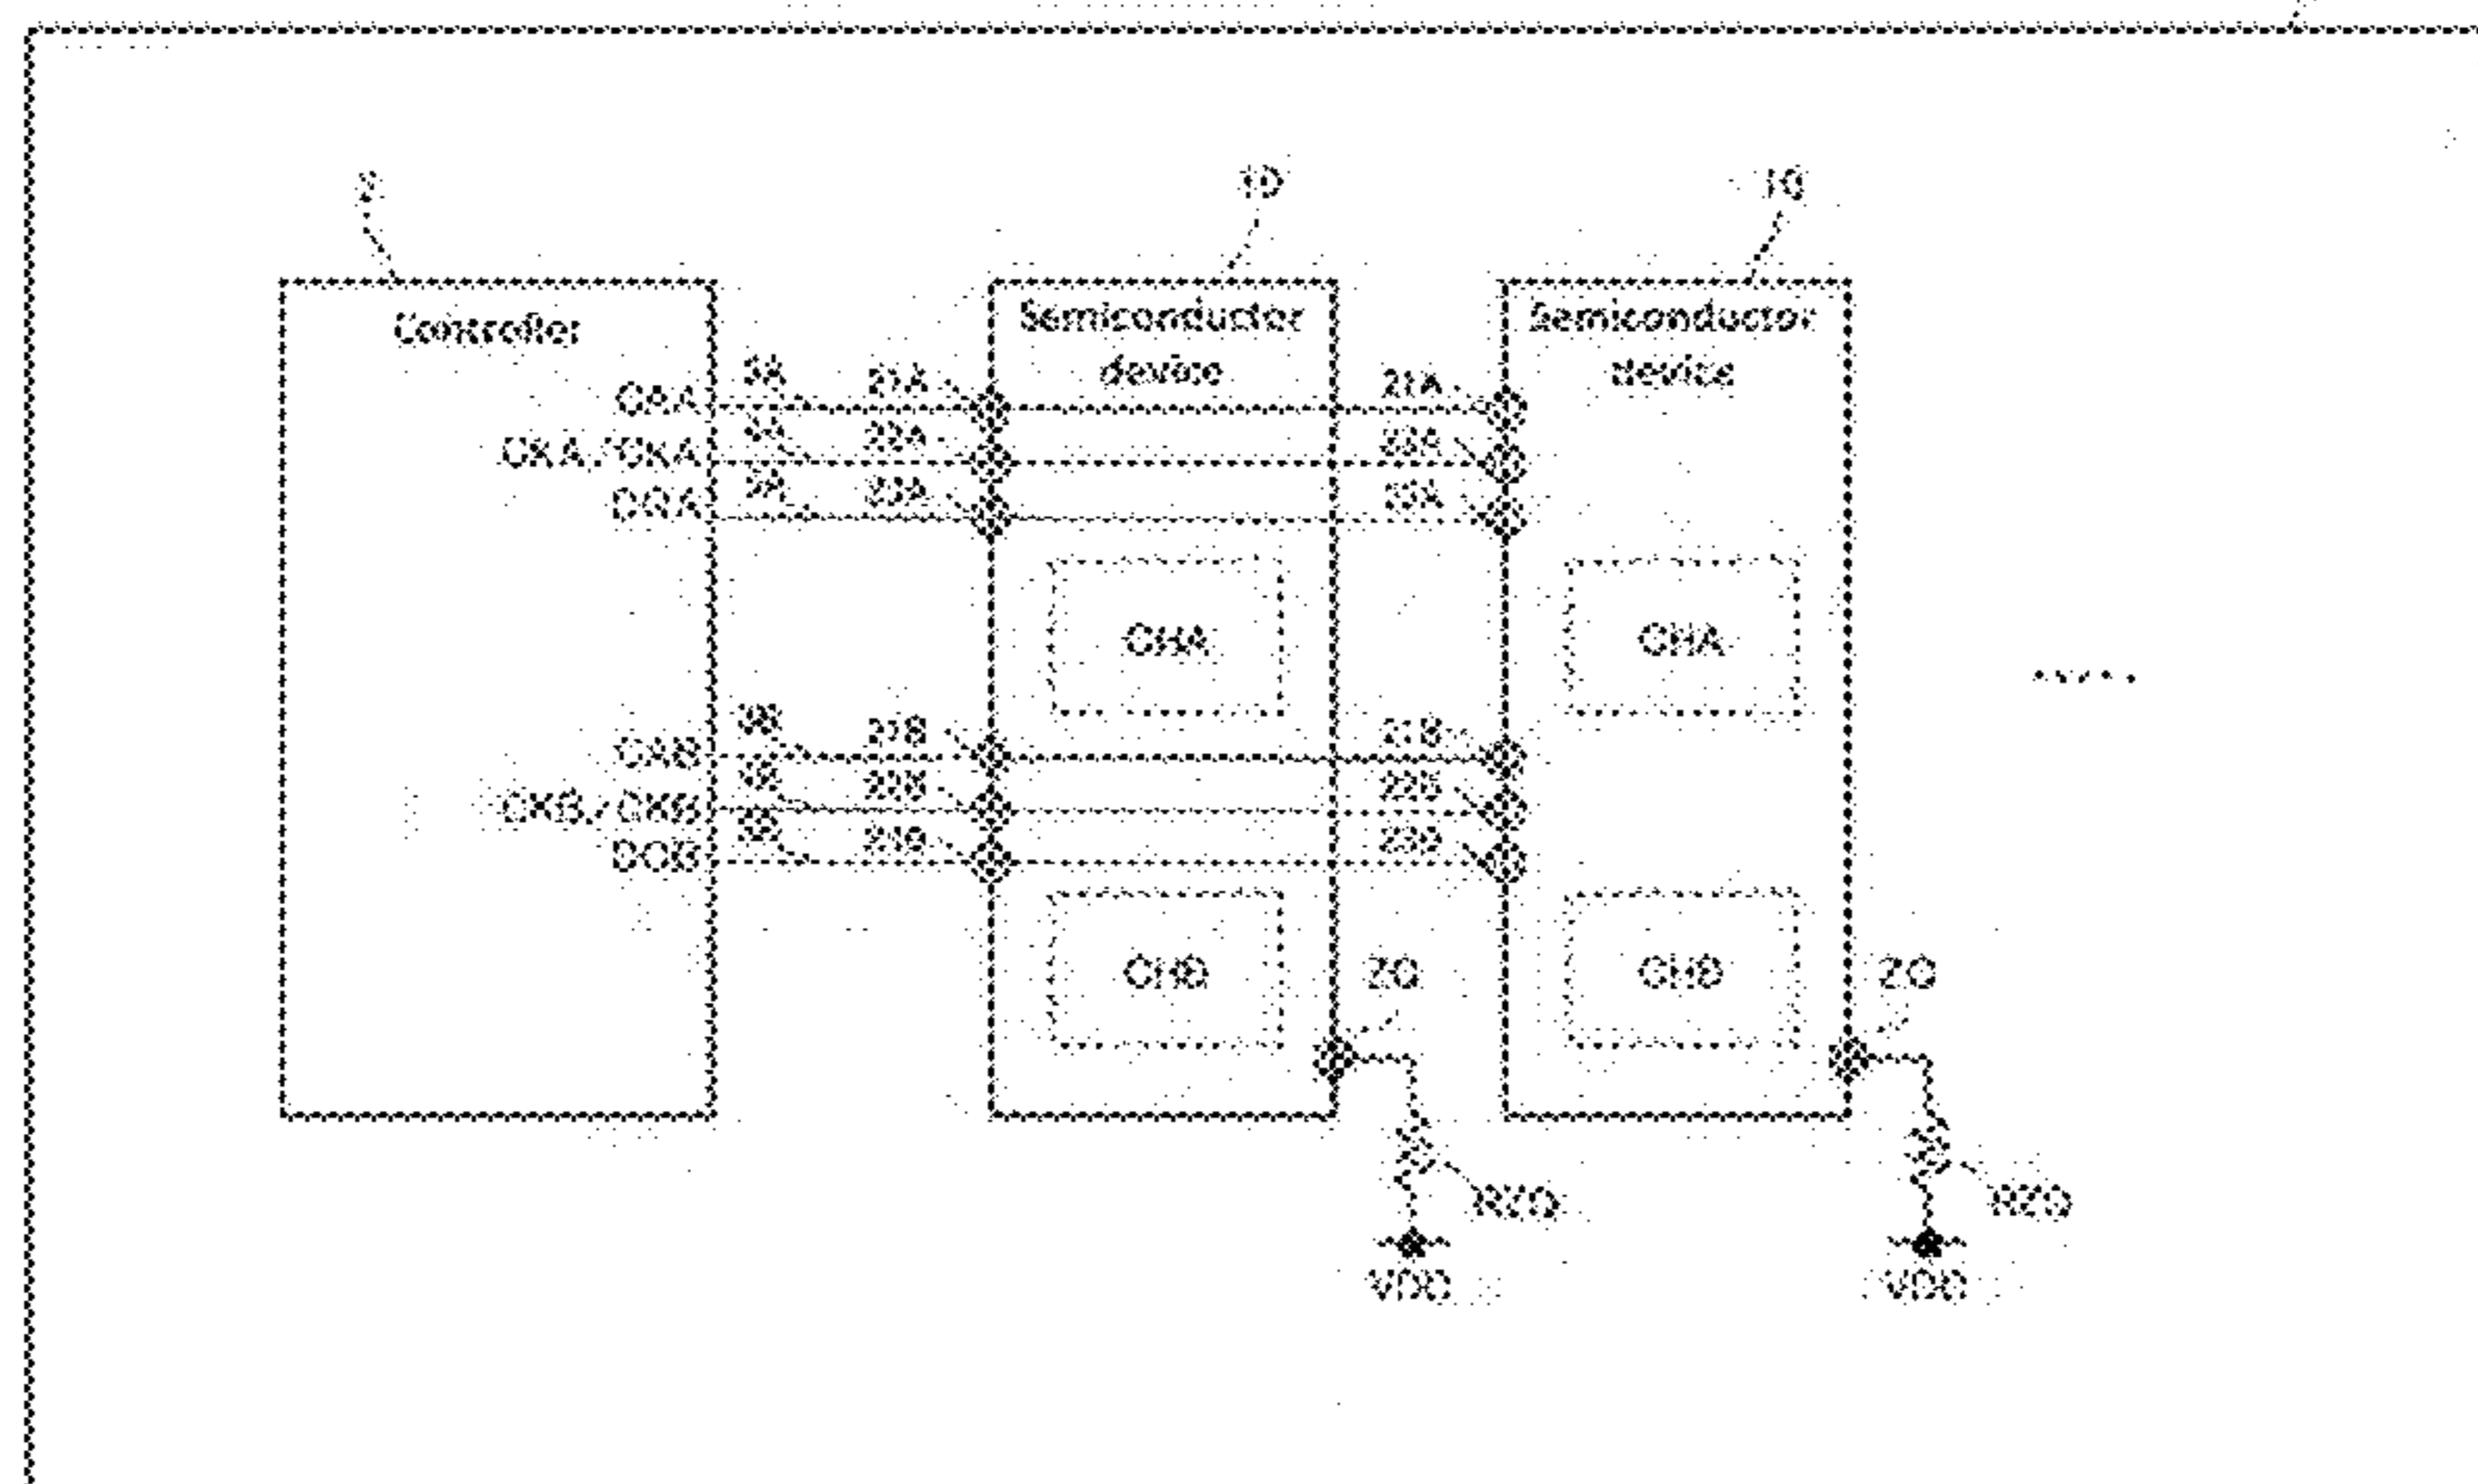 10
10
Controller
Semiconductor
device
Semiconductor
device
CAA
21A
21A
CKA/CKA
22A
22A
DQA
23A
23A
CHA
CHA
CAB
21B
21B
CKB/CKB
22B
22B
DQB
23B
23B
CHB
ZQ
CHB
ZQ
RZQ
RZQ
VDD
VDD